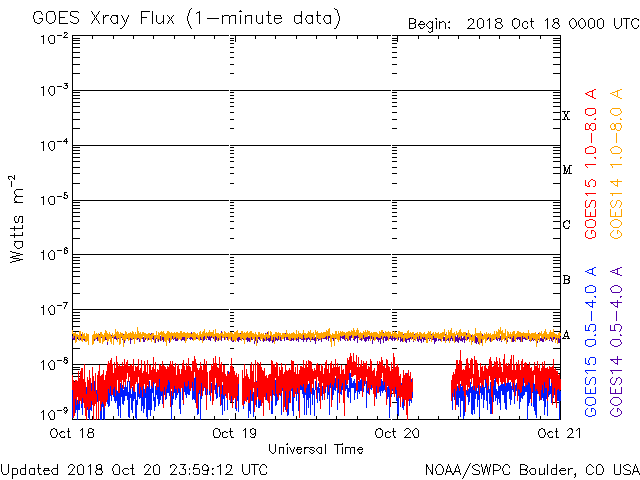 GOES Xray Flux (1-minute data)
Begin: 2018 Oct 18 0000 UTC
10⁻²
10⁻³
10⁻⁴
10⁻⁵
10⁻⁶
10⁻⁷
10⁻⁸
10⁻⁹
Watts m⁻²
X
M
C
B
A
GOES15 1.0-8.0 A
GOES14 1.0-8.0 A
GOES15 0.5-4.0 A
GOES14 0.5-4.0 A
Oct 18
Oct 19
Oct 20
Oct 21
Universal Time
Updated 2018 Oct 20 23:59:12 UTC
NOAA/SWPC Boulder, CO USA